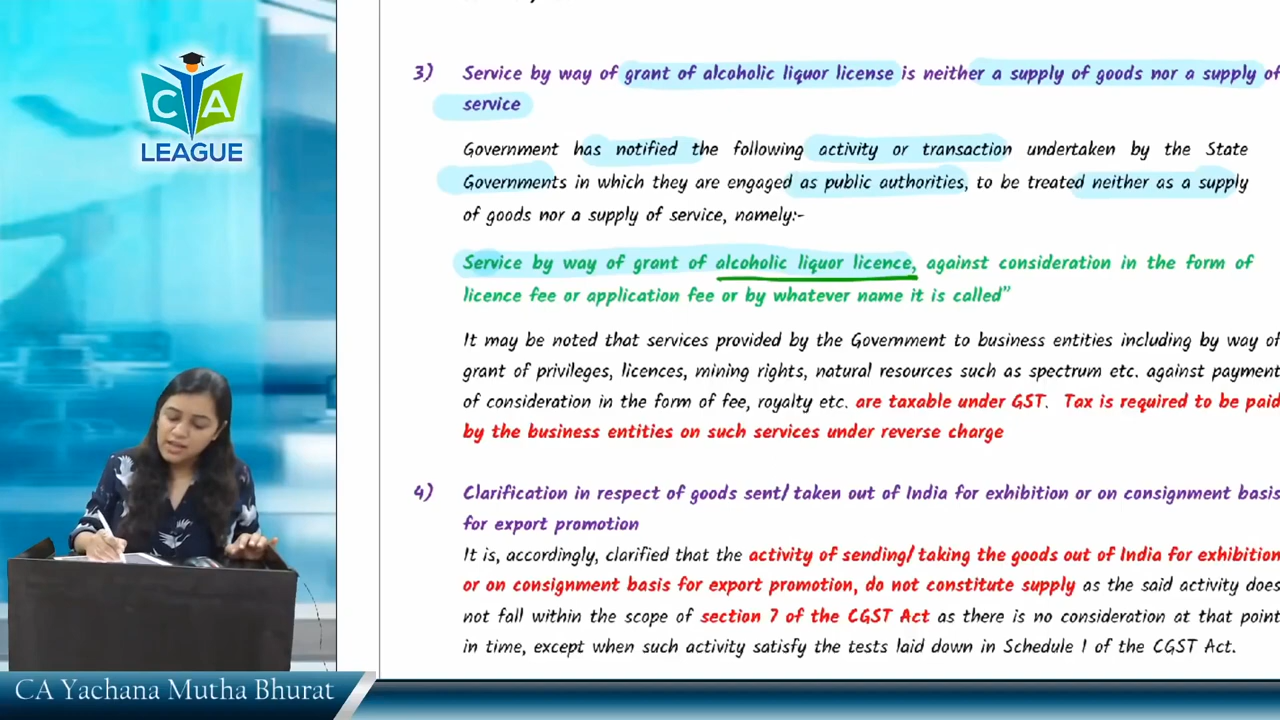 3) Service by way of grant of alcoholic liquor license is neither a supply of goods nor a supply of
service
Government has notified the following activity or transaction undertaken by the State
Governments in which they are engaged as public authorities, to be treated neither as a supply
of goods nor a supply of service, namely:-
Service by way of grant of alcoholic liquor licence, against consideration in the form of
licence fee or application fee or by whatever name it is called"
It may be noted that services provided by the Government to business entities including by way of
grant of privileges, licences, mining rights, natural resources such as spectrum etc. against payment
of consideration in the form of fee, royalty etc. are taxable under GST. Tax is required to be paid
by the business entities on such services under reverse charge
4) Clarification in respect of goods sent/ taken out of India for exhibition or on consignment basis
for export promotion
It is, accordingly, clarified that the activity of sending/ taking the goods out of India for exhibition
or on consignment basis for export promotion, do not constitute supply as the said activity does
not fall within the scope of section 7 of the CGST Act as there is no consideration at that point
in time, except when such activity satisfy the tests laid down in Schedule 1 of the CGST Act.
CA
LEAGUE
CA Yachana Mutha Bhurat